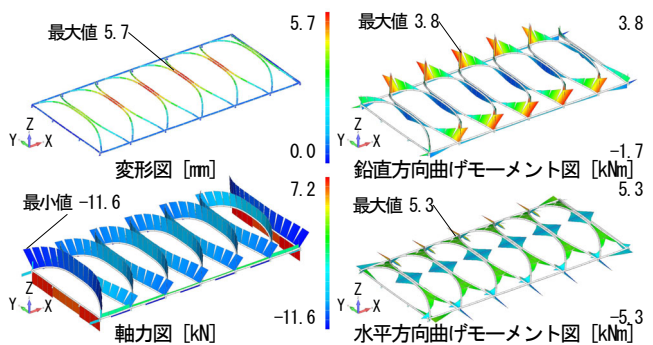 最大値 5.7
5.7
0.0
Z
Y X
変形図 [mm]
最大値 3.8
3.8
-1.7
Z
Y X
鉛直方向曲げモーメント図 [kNm]
最小値 -11.6
7.2
-11.6
Z
Y X
軸力図 [kN]
最大値 5.3
5.3
-5.3
Z
Y X
水平方向曲げモーメント図 [kNm]